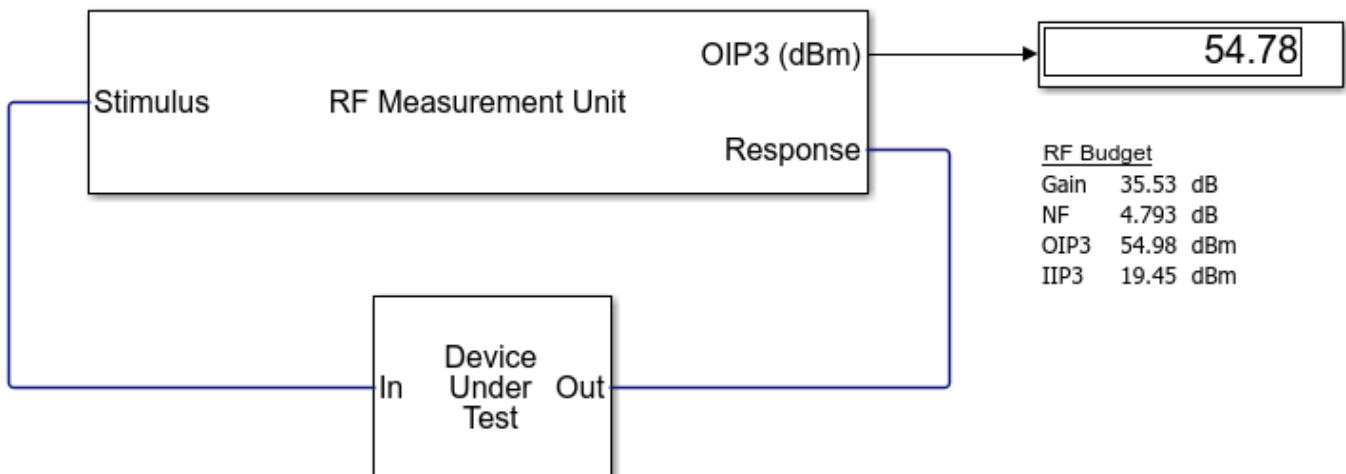 OIP3 (dBm)
54.78
Stimulus
RF Measurement Unit
Response
RF Budget
Gain 35.53 dB
NF 4.793 dB
OIP3 54.98 dBm
IIP3 19.45 dBm
In
Device
Under
Test
Out